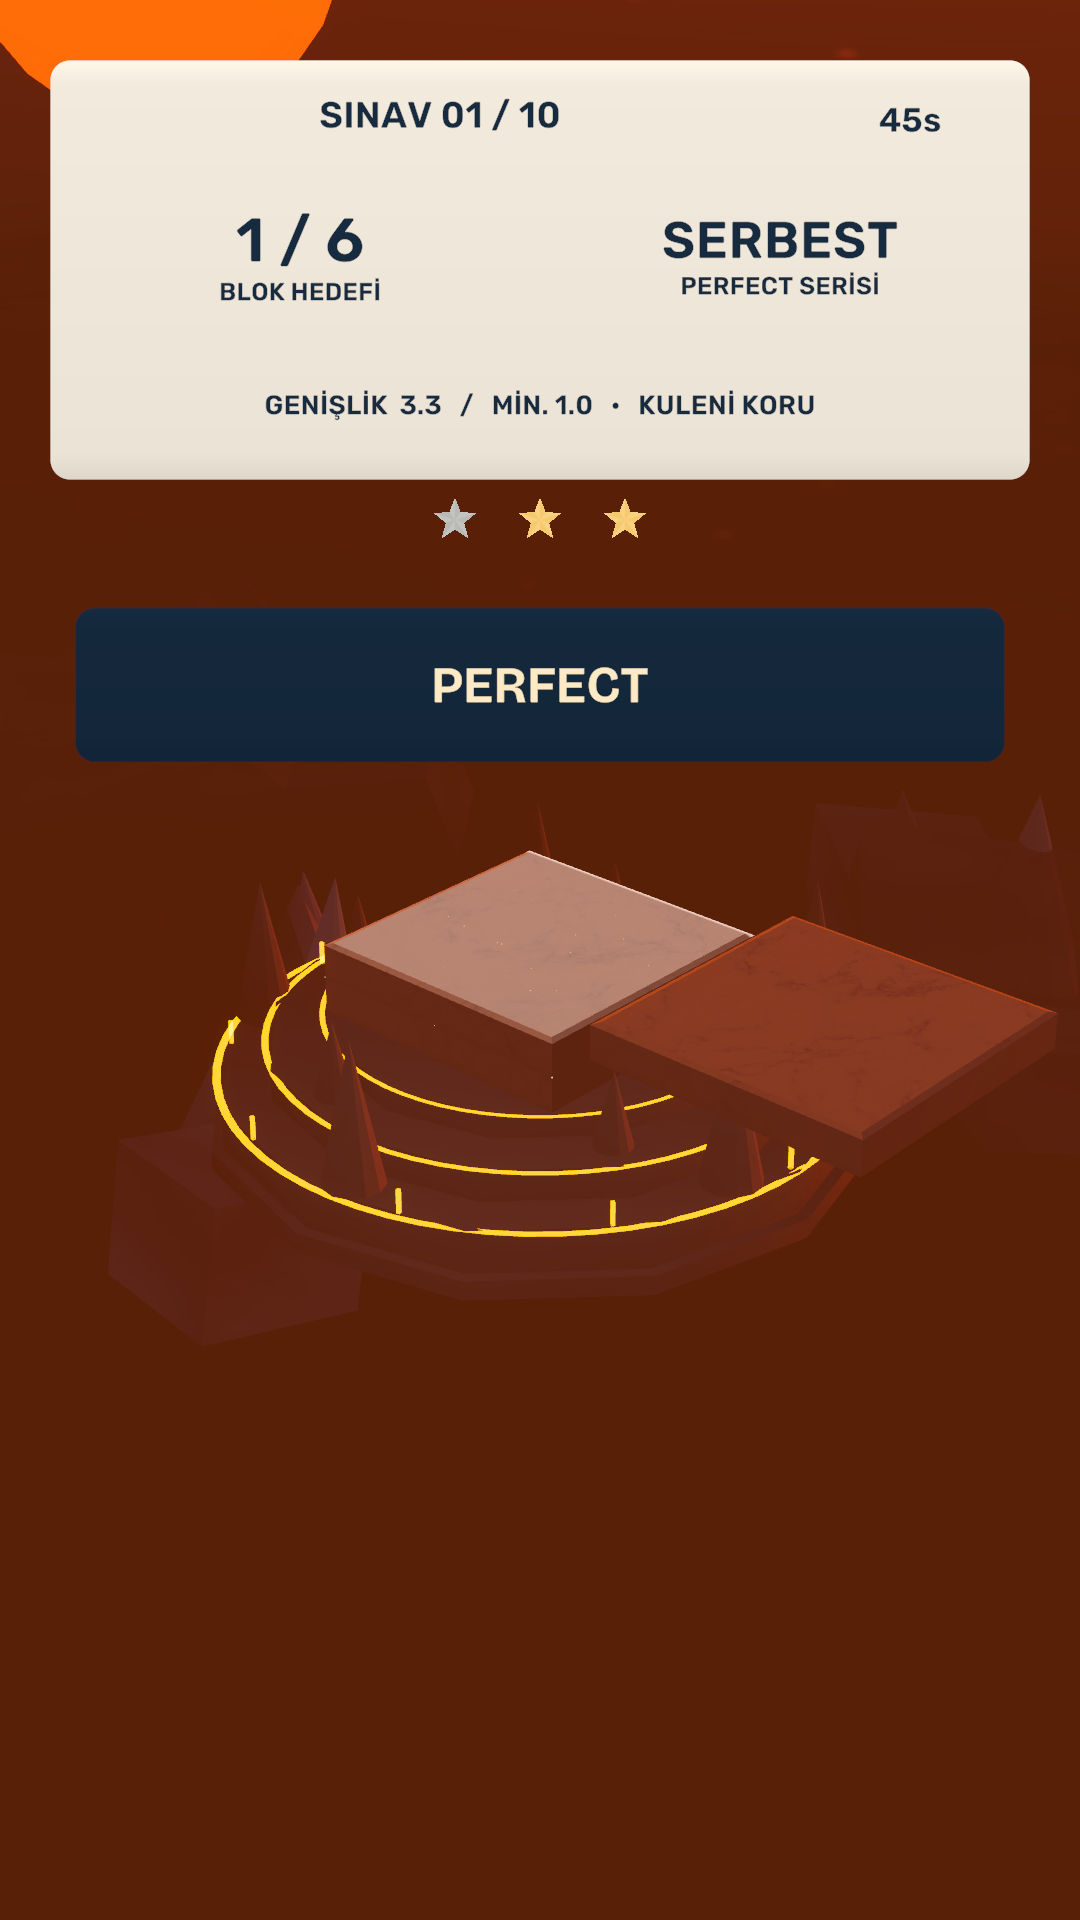 SINAV 01 / 10
45s
1 / 6
SERBEST
BLOK HEDEFİ
PERFECT SERİSİ
GENİŞLİK 3.3 / MİN. 1.0 • KULENİ KORU
PERFECT